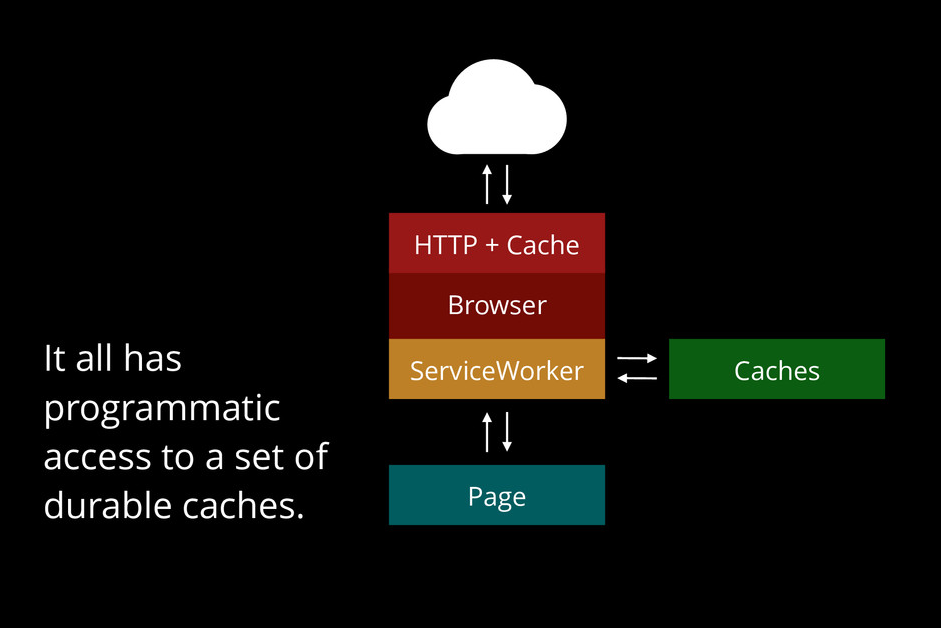 HTTP + Cache
Browser
ServiceWorker
Caches
Page
It all has
programmatic
access to a set of
durable caches.